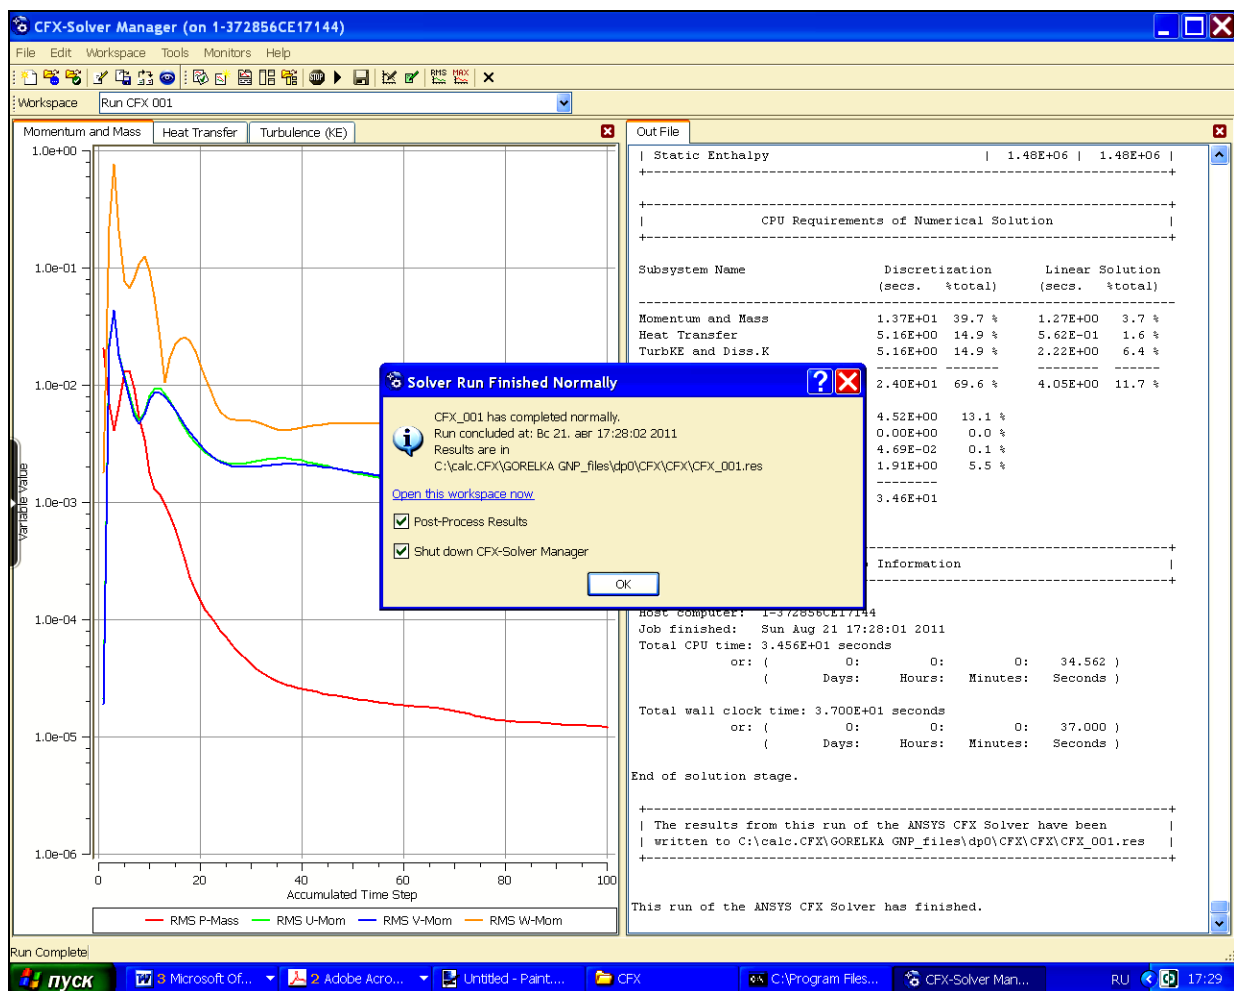 CFX-Solver Manager (on 1-372856CE17144)
File Edit Workspace Tools Monitors Help
STOP RMS MAX
Workspace Run CFX 001
Momentum and Mass Heat Transfer Turbulence (KE)
1.0e+00
1.0e-01
1.0e-02
1.0e-03
1.0e-04
1.0e-05
1.0e-06
Variable Value
0 20 40 60 80 100
Accumulated Time Step
RMS P-Mass RMS U-Mom RMS V-Mom RMS W-Mom
Out File
| Static Enthalpy | 1.48E+06 | 1.48E+06 |
| CPU Requirements of Numerical Solution |
Subsystem Name Discretization Linear Solution
(secs. %total) (secs. %total)
Momentum and Mass 1.37E+01 39.7 % 1.27E+00 3.7 %
Heat Transfer 5.16E+00 14.9 % 5.62E-01 1.6 %
TurbKE and Diss.K 5.16E+00 14.9 % 2.22E+00 6.4 %
2.40E+01 69.6 % 4.05E+00 11.7 %
4.52E+00 13.1 %
0.00E+00 0.0 %
4.69E-02 0.1 %
1.91E+00 5.5 %
3.46E+01
Information |
Host computer: 1-372856CE17144
Job finished: Sun Aug 21 17:28:01 2011
Total CPU time: 3.456E+01 seconds
or: ( 0: 0: 0: 34.562 )
( Days: Hours: Minutes: Seconds )
Total wall clock time: 3.700E+01 seconds
or: ( 0: 0: 0: 37.000 )
( Days: Hours: Minutes: Seconds )
End of solution stage.
| The results from this run of the ANSYS CFX Solver have been |
| written to C:\calc.CFX\GORELKA GNP_files\dp0\CFX\CFX\CFX_001.res |
This run of the ANSYS CFX Solver has finished.
Solver Run Finished Normally
CFX_001 has completed normally.
Run concluded at: Вс 21. авг 17:28:02 2011
Results are in
C:\calc.CFX\GORELKA GNP_files\dp0\CFX\CFX\CFX_001.res
Open this workspace now
Post-Process Results
Shut down CFX-Solver Manager
OK
Run Complete
пуск 3 Microsoft Of... 2 Adobe Acro... Untitled - Paint.... CFX C:\Program Files... CFX-Solver Man... RU 17:29